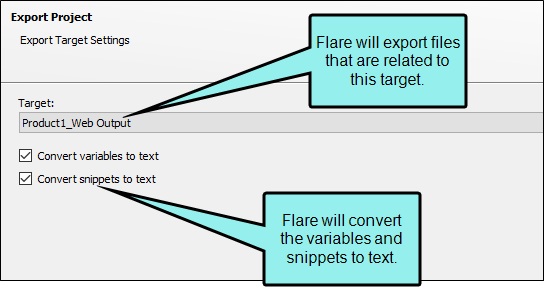 Export Project
Export Target Settings
Flare will export files
that are related to
this target.
Target:
Product1_Web Output
Convert variables to text
Convert snippets to text
Flare will convert
the variables and
snippets to text.